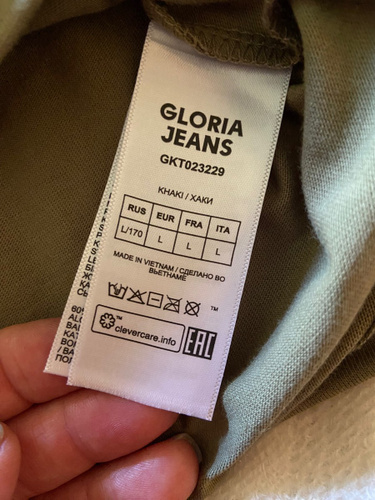 GLORIA
JEANS
GKT023229
KHAKI / ХАКИ
RUS EUR FRA ITA
L/170 L L L
MADE IN VIETNAM / СДЕЛАНО ВО
ВЬЕТНАМЕ
™
™
clevercare.info
EAC